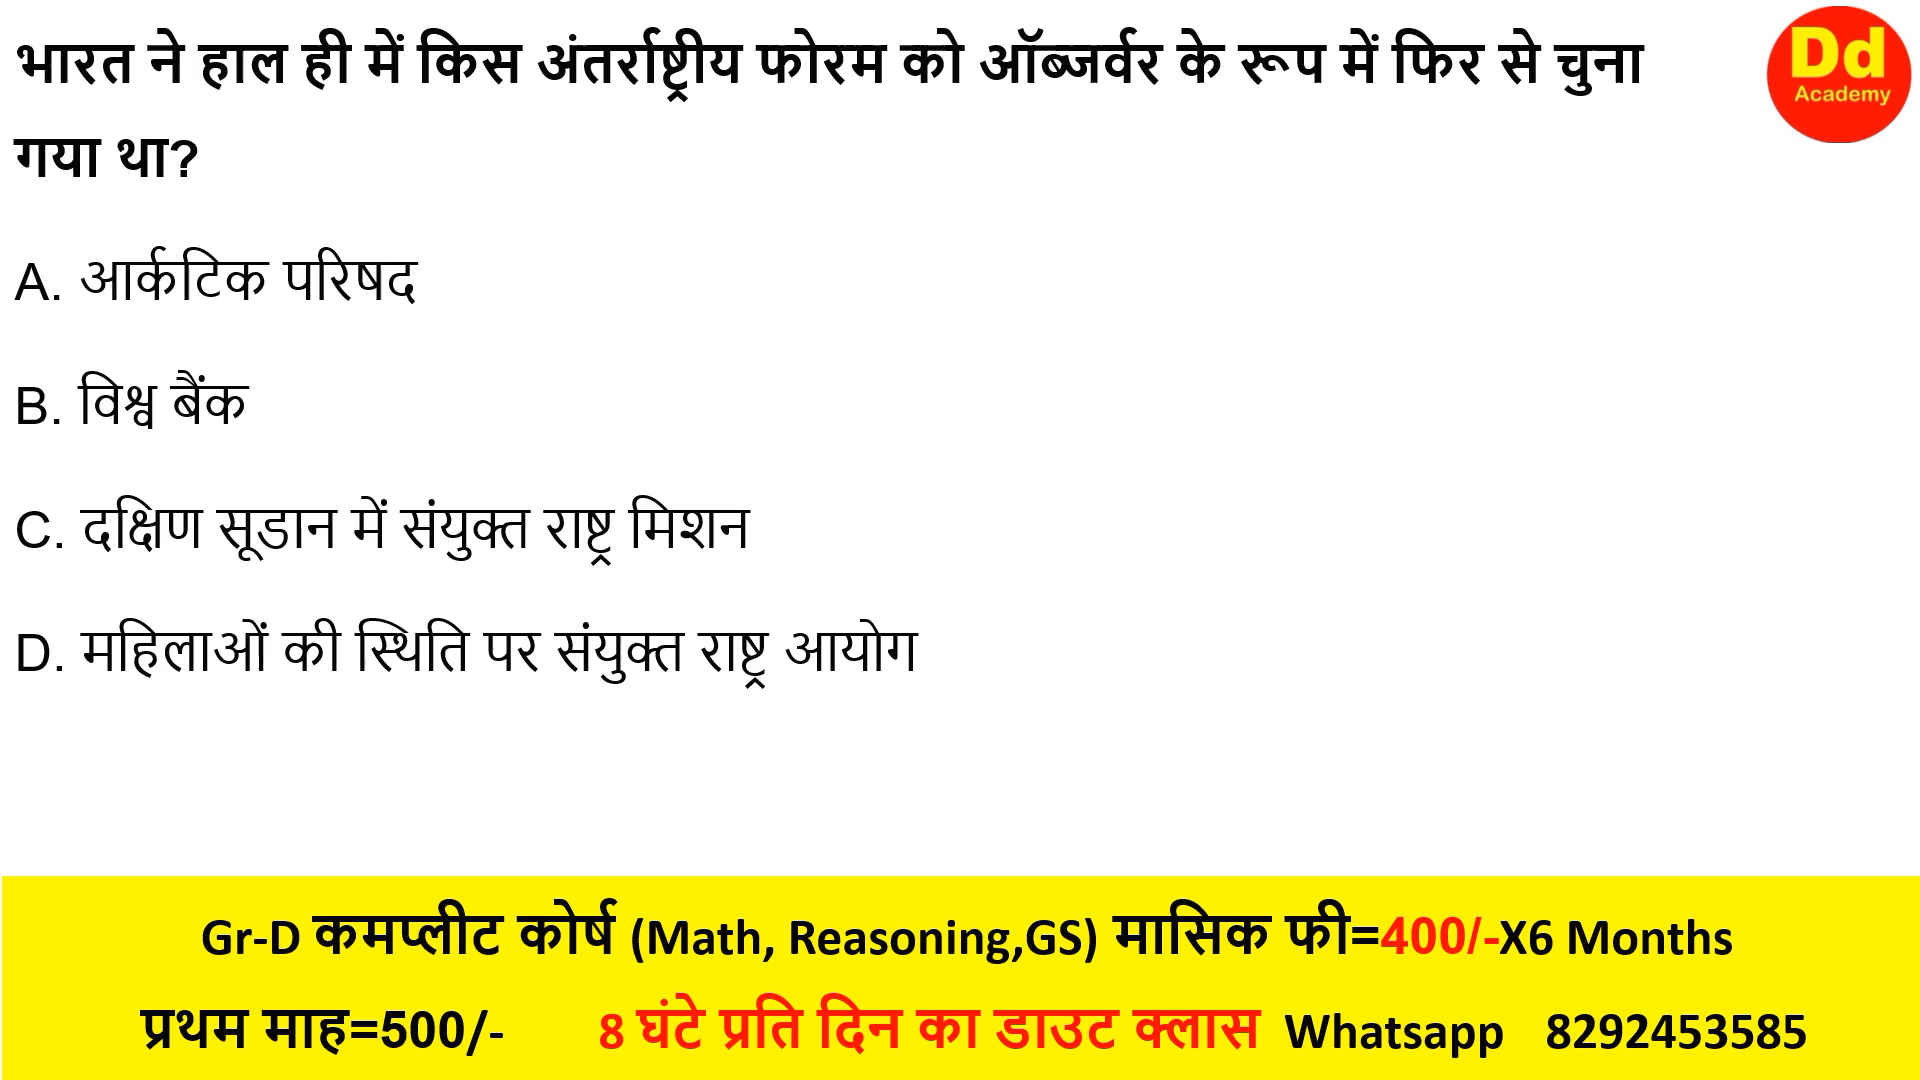 भारत ने हाल ही में किस अंतर्राष्ट्रीय फोरम को ऑब्जर्वर के रूप में फिर से चुना
गया था?
Dd
Academy
A. आर्कटिक परिषद
B. विश्व बैंक
C. दक्षिण सूडान में संयुक्त राष्ट्र मिशन
D. महिलाओं की स्थिति पर संयुक्त राष्ट्र आयोग
Gr-D कमप्लीट कोर्ष (Math, Reasoning,GS) मासिक फी=400/-X6 Months
प्रथम माह=500/- 8 घंटे प्रति दिन का डाउट क्लास Whatsapp 8292453585